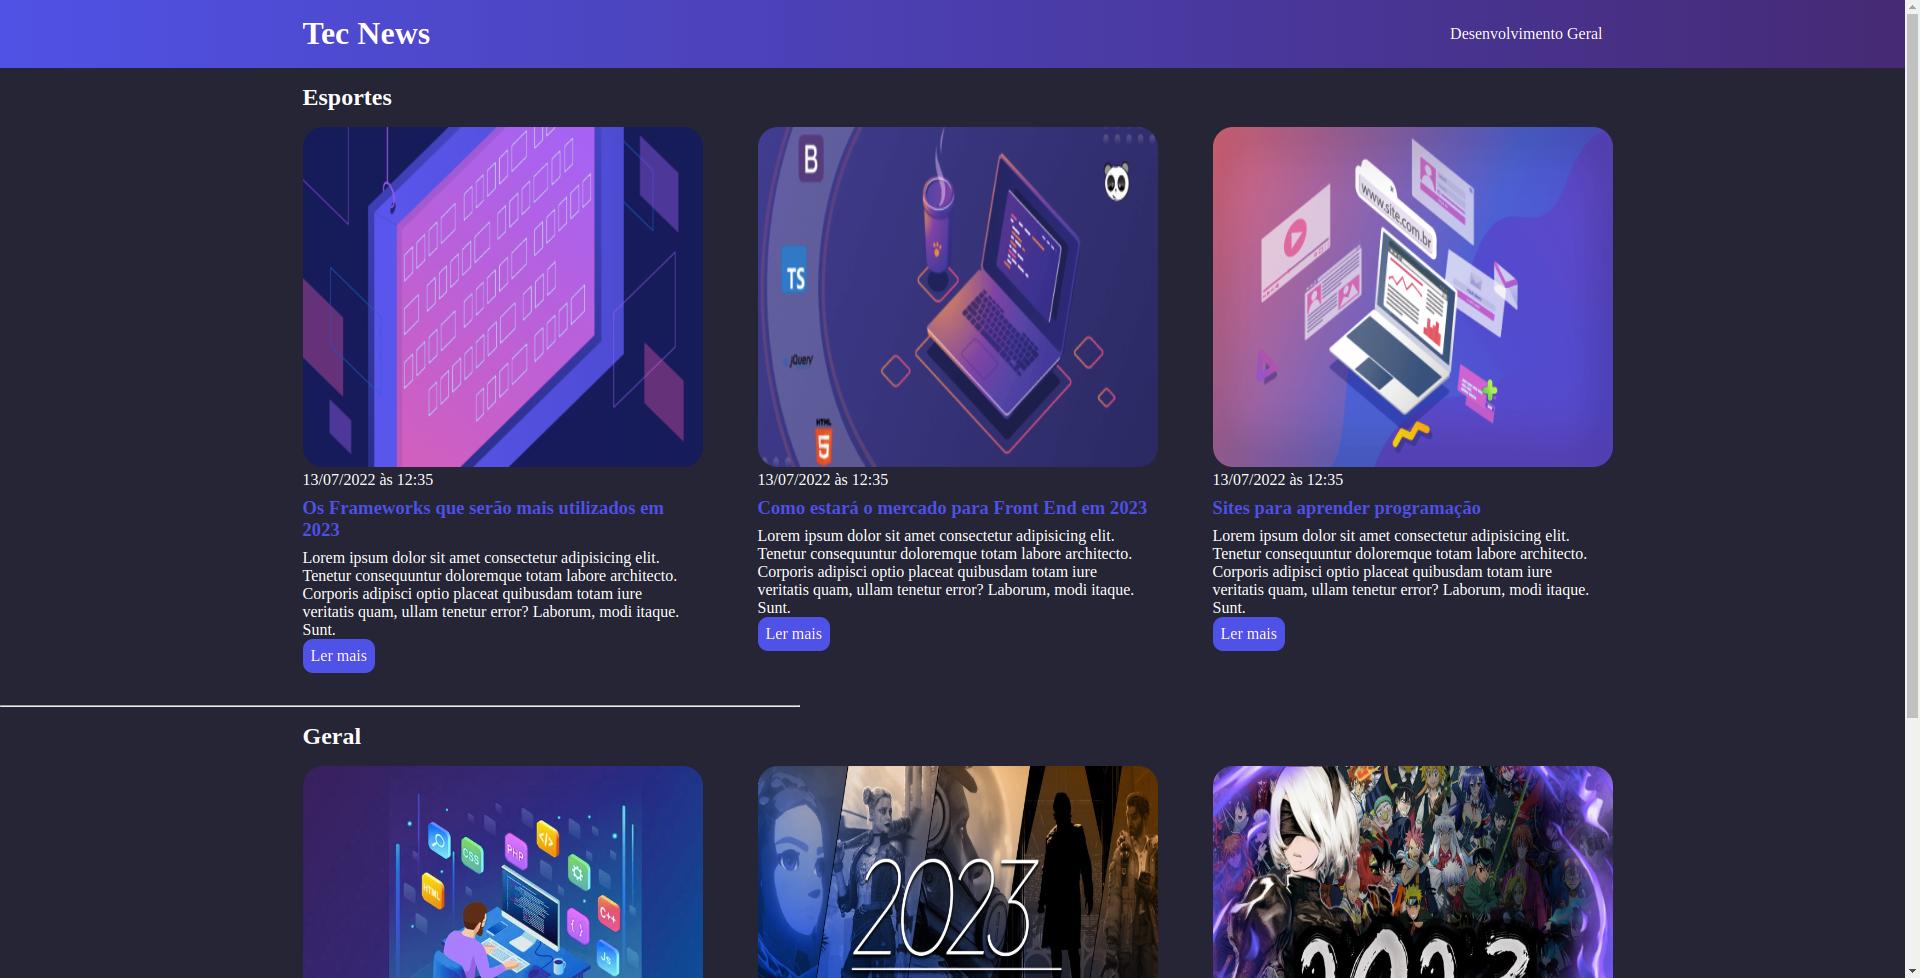 Tec News
Desenvolvimento Geral
Esportes
B
TS
jQuery
HTML
5
www.site.com.br
13/07/2022 às 12:35
Os Frameworks que serão mais utilizados em
2023
Lorem ipsum dolor sit amet consectetur adipisicing elit.
Tenetur consequuntur doloremque totam labore architecto.
Corporis adipisci optio placeat quibusdam totam iure
veritatis quam, ullam tenetur error? Laborum, modi itaque.
Sunt.
Ler mais
13/07/2022 às 12:35
Como estará o mercado para Front End em 2023
Lorem ipsum dolor sit amet consectetur adipisicing elit.
Tenetur consequuntur doloremque totam labore architecto.
Corporis adipisci optio placeat quibusdam totam iure
veritatis quam, ullam tenetur error? Laborum, modi itaque.
Sunt.
Ler mais
13/07/2022 às 12:35
Sites para aprender programação
Lorem ipsum dolor sit amet consectetur adipisicing elit.
Tenetur consequuntur doloremque totam labore architecto.
Corporis adipisci optio placeat quibusdam totam iure
veritatis quam, ullam tenetur error? Laborum, modi itaque.
Sunt.
Ler mais
Geral
CSS
PHP
</>
HTML
C++
{ }
JS
2023
2023